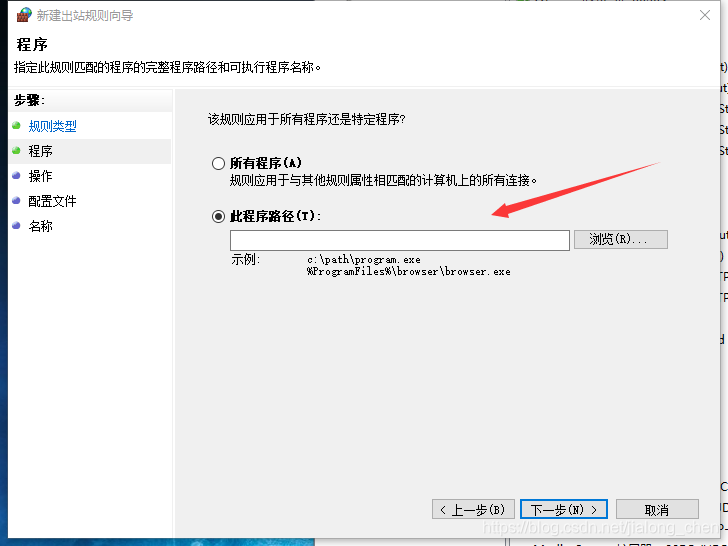 新建出站规则向导
程序
指定此规则匹配的程序的完整程序路径和可执行程序名称。
步骤:
规则类型
程序
操作
配置文件
名称
该规则应用于所有程序还是特定程序?
所有程序(A)
规则应用于与其他规则属性相匹配的计算机上的所有连接。
此程序路径(T):
浏览(R)...
示例: c:\path\program.exe
%ProgramFiles%\browser\browser.exe
< 上一步(B) 下一步(N) > 取消
https://blog.csdn.net/jialong_chen